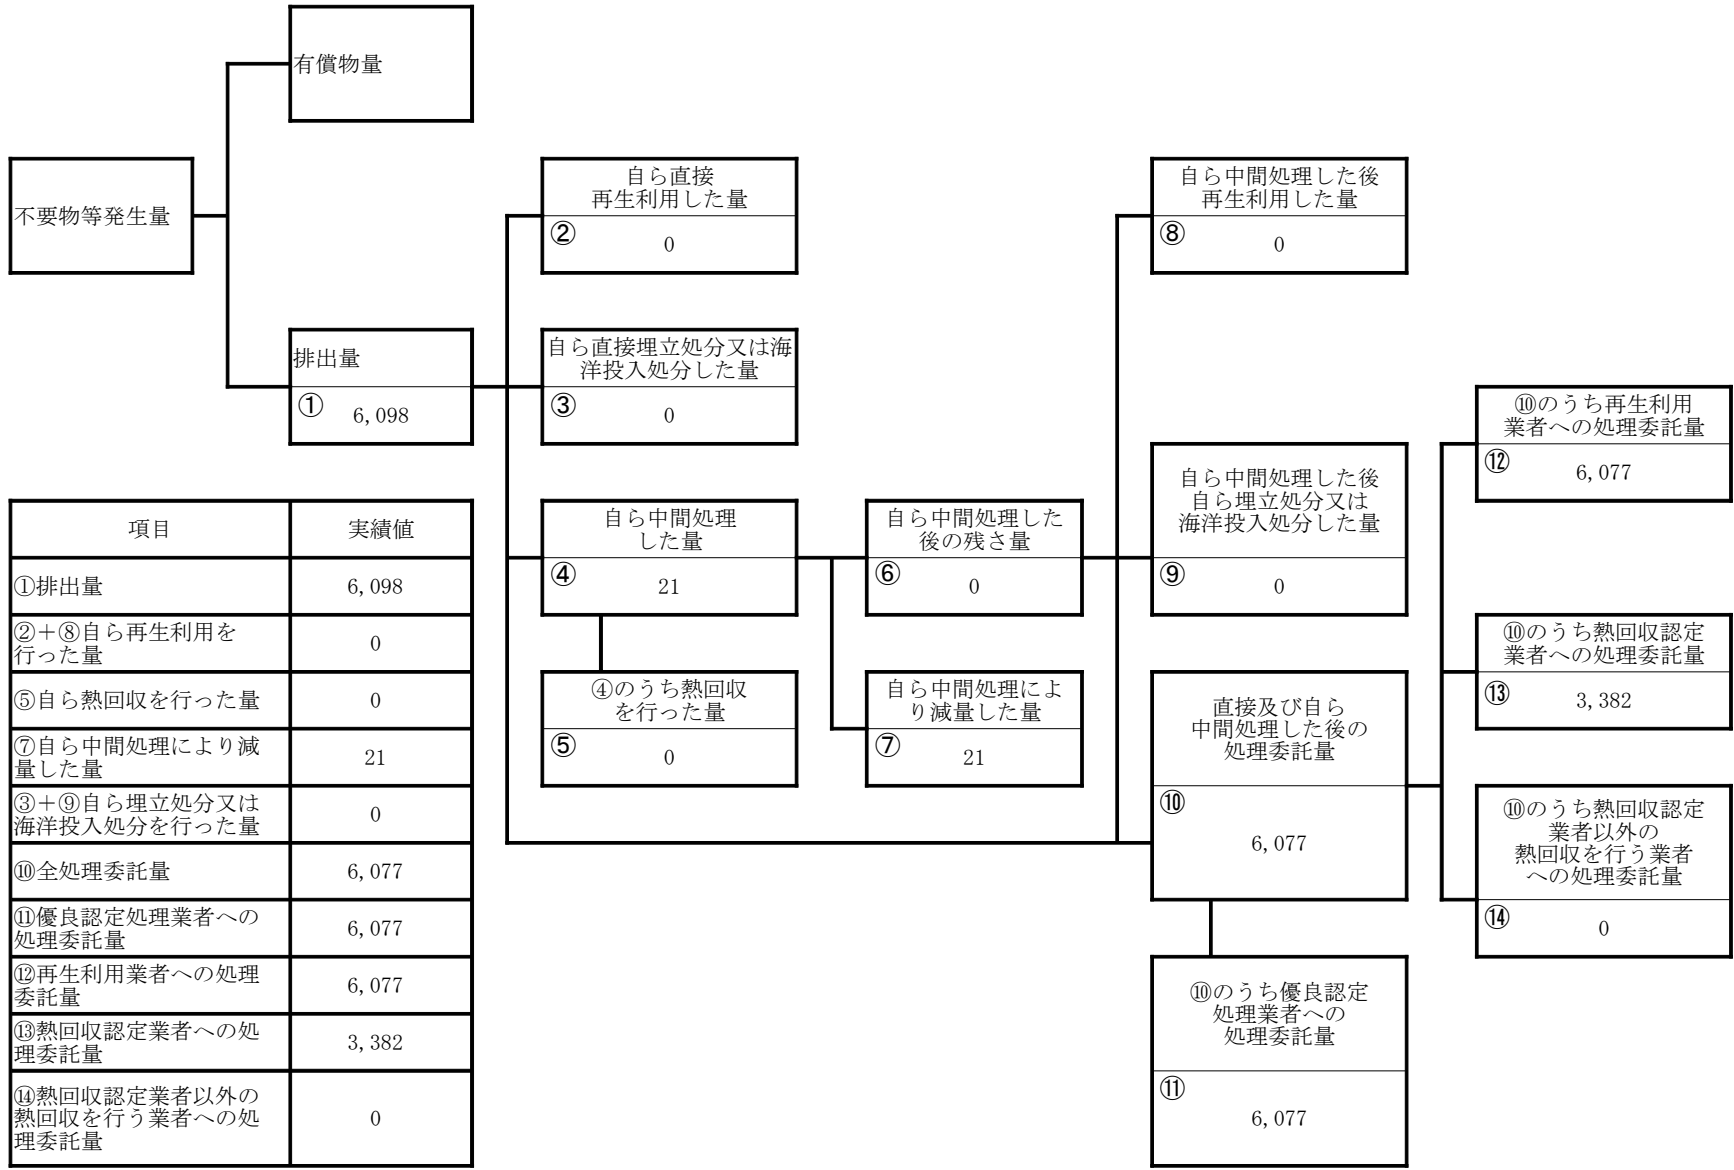 有償物量
不要物等発生量
自ら直接
再生利用した量
②
0
自ら中間処理した後
再生利用した量
⑧
0
排出量
①
6,098
自ら直接埋立処分又は海
洋投入処分した量
③
0
⑩のうち再生利用
業者への処理委託量
⑫
6,077
自ら中間処理
した量
④
21
自ら中間処理した
後の残さ量
⑥
0
自ら中間処理した後
自ら埋立処分又は
海洋投入処分した量
⑨
0
⑩のうち熱回収認定
業者への処理委託量
⑬
3,382
④のうち熱回収
を行った量
⑤
0
自ら中間処理によ
り減量した量
⑦
21
直接及び自ら
中間処理した後の
処理委託量
⑩
6,077
⑩のうち熱回収認定
業者以外の
熱回収を行う業者
への処理委託量
⑭
0
⑩のうち優良認定
処理業者への
処理委託量
⑪
6,077
項目 実績値
①排出量 6,098
②+⑧自ら再生利用を
行った量 0
⑤自ら熱回収を行った量 0
⑦自ら中間処理により減
量した量 21
③+⑨自ら埋立処分又は
海洋投入処分を行った量 0
⑩全処理委託量 6,077
⑪優良認定処理業者への
処理委託量 6,077
⑫再生利用業者への処理
委託量 6,077
⑬熱回収認定業者への処
理委託量 3,382
⑭熱回収認定業者以外の
熱回収を行う業者への処
理委託量 0